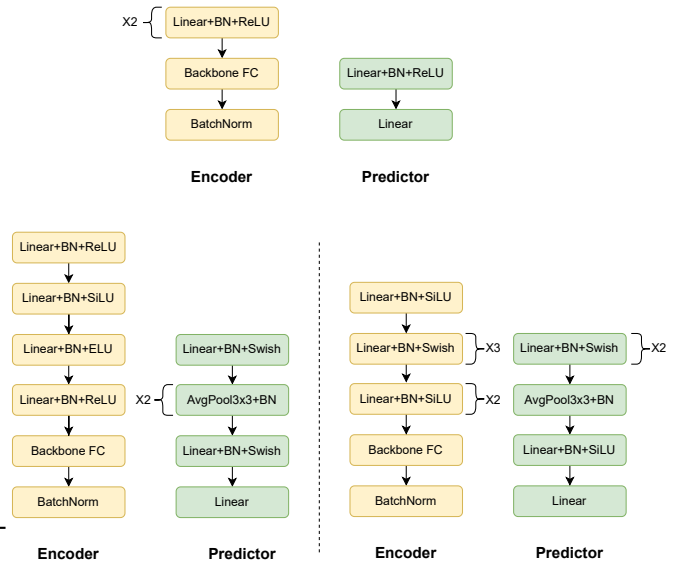 X2
Linear+BN+ReLU
Backbone FC
BatchNorm
Encoder
Linear+BN+ReLU
Linear
Predictor
Linear+BN+ReLU
Linear+BN+SiLU
Linear+BN+ELU
Linear+BN+ReLU
Backbone FC
BatchNorm
Encoder
Linear+BN+Swish
X2
AvgPool3x3+BN
Linear+BN+Swish
Linear
Predictor
Linear+BN+SiLU
Linear+BN+Swish
X3
Linear+BN+SiLU
X2
Backbone FC
BatchNorm
Encoder
Linear+BN+Swish
X2
AvgPool3x3+BN
Linear+BN+SiLU
Linear
Predictor